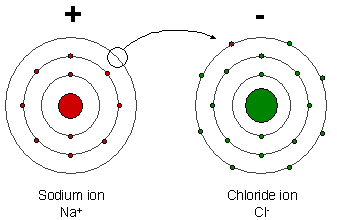 + -
Sodium ion Chloride ion
Na⁺ Cl⁻